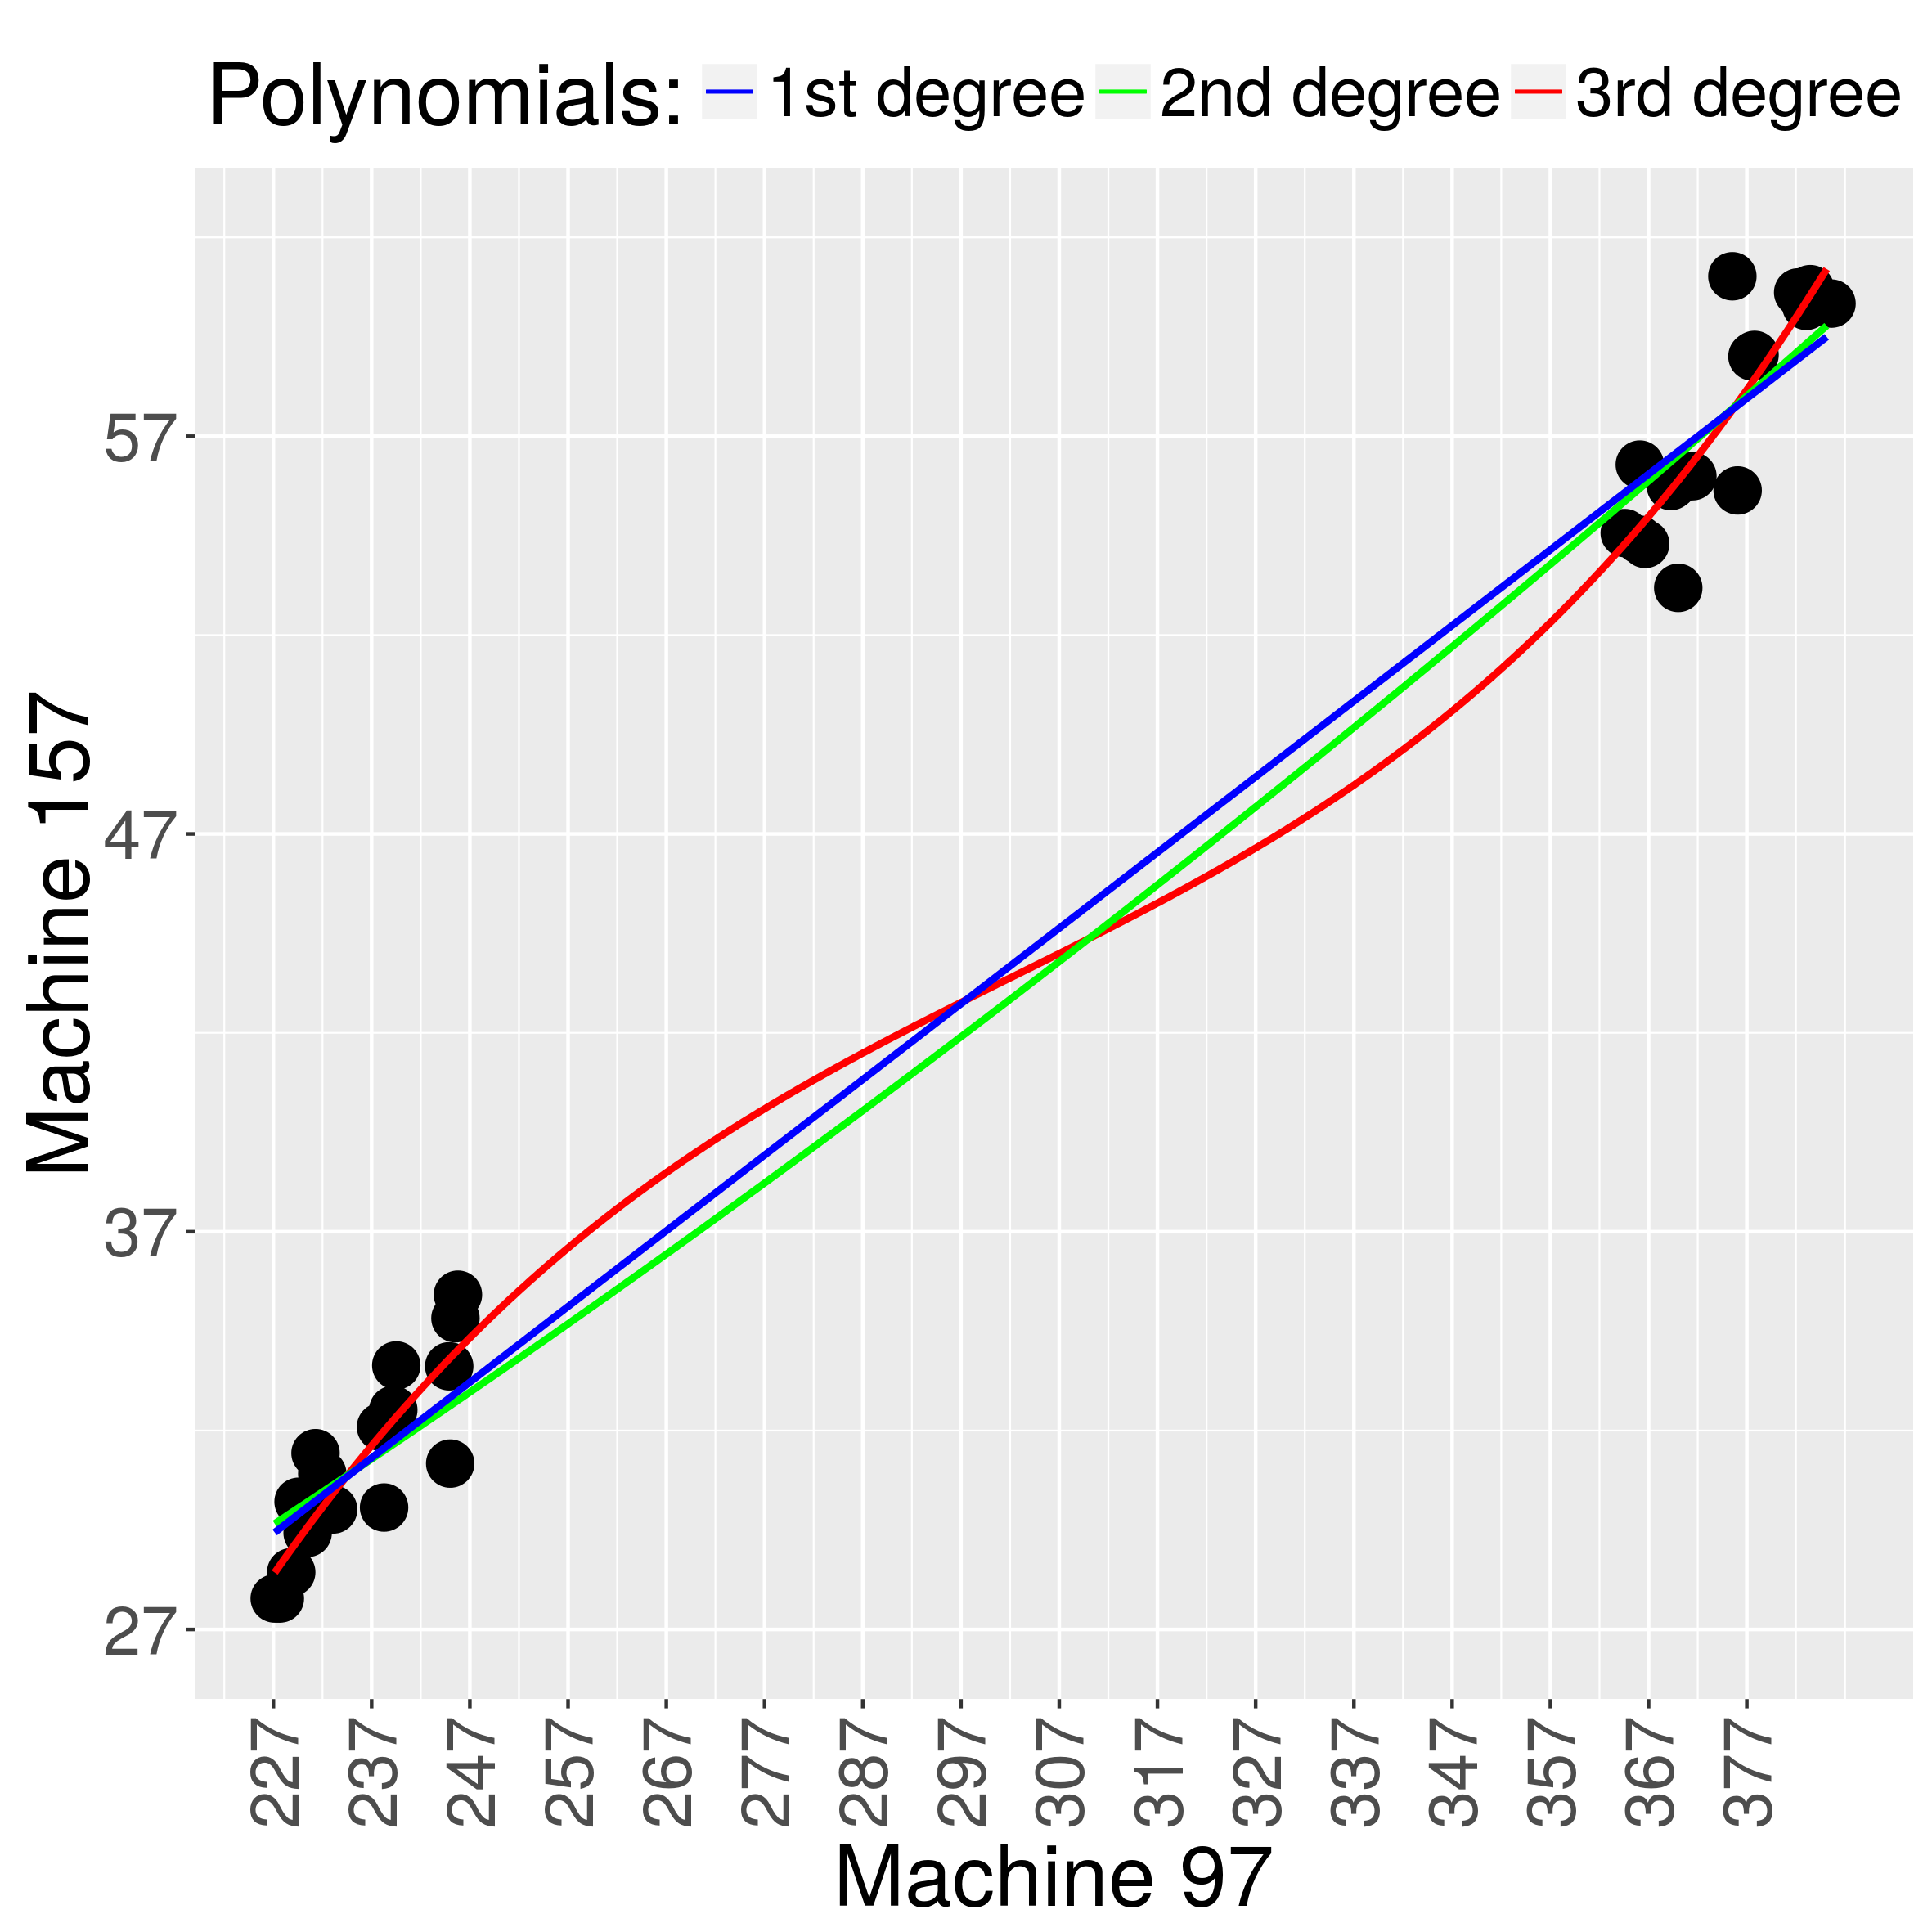 Polynomials: 1st degree 2nd degree 3rd degree
57
47
37
27
Machine 157
227 237 247 257 267 277 287 297 307 317 327 337 347 357 367 377
Machine 97